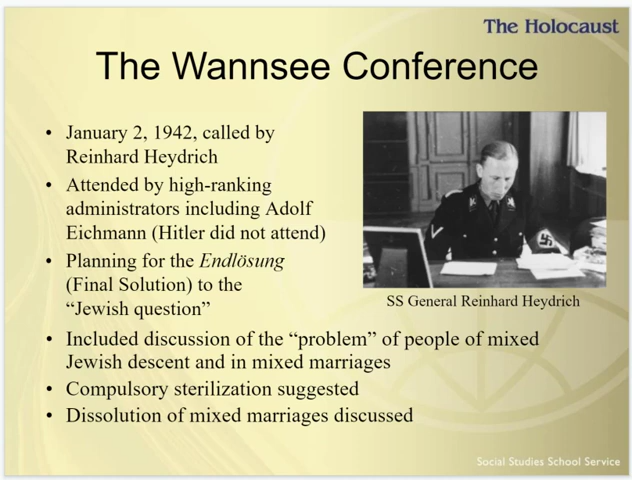 The Holocaust
The Wannsee Conference
• January 2, 1942, called by
Reinhard Heydrich
• Attended by high-ranking
administrators including Adolf
Eichmann (Hitler did not attend)
• Planning for the Endlösung
(Final Solution) to the
“Jewish question”
SS General Reinhard Heydrich
• Included discussion of the “problem” of people of mixed
Jewish descent and in mixed marriages
• Compulsory sterilization suggested
• Dissolution of mixed marriages discussed
Social Studies School Service